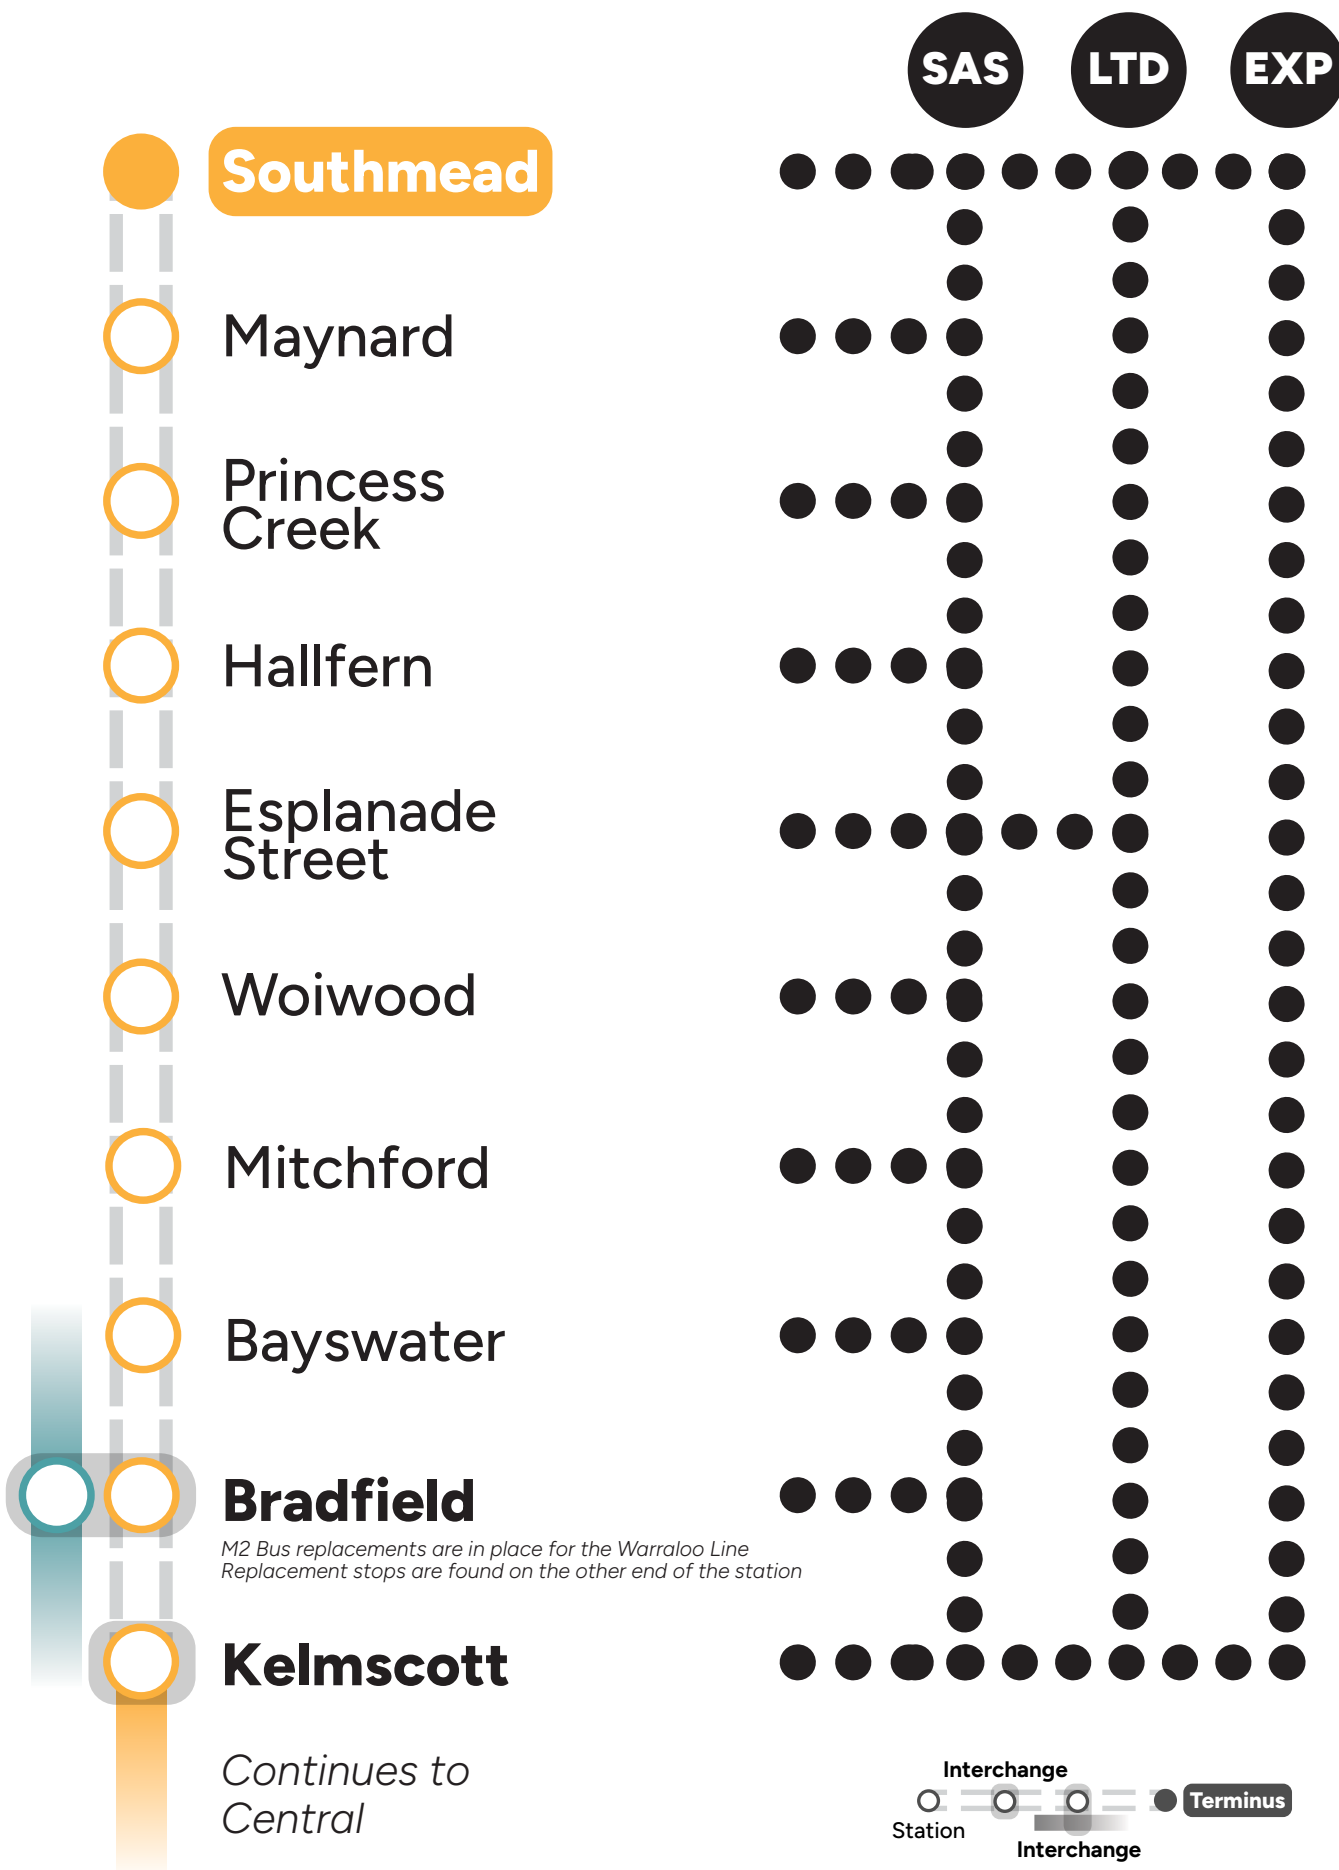 SAS LTD EXP
Southmead
Maynard
Princess
Creek
Hallfern
Esplanade
Street
Woiwood
Mitchford
Bayswater
Bradfield
M2 Bus replacements are in place for the Warraloo Line
Replacement stops are found on the other end of the station
Kelmscott
Continues to
Central
Interchange
Terminus
Station
Interchange